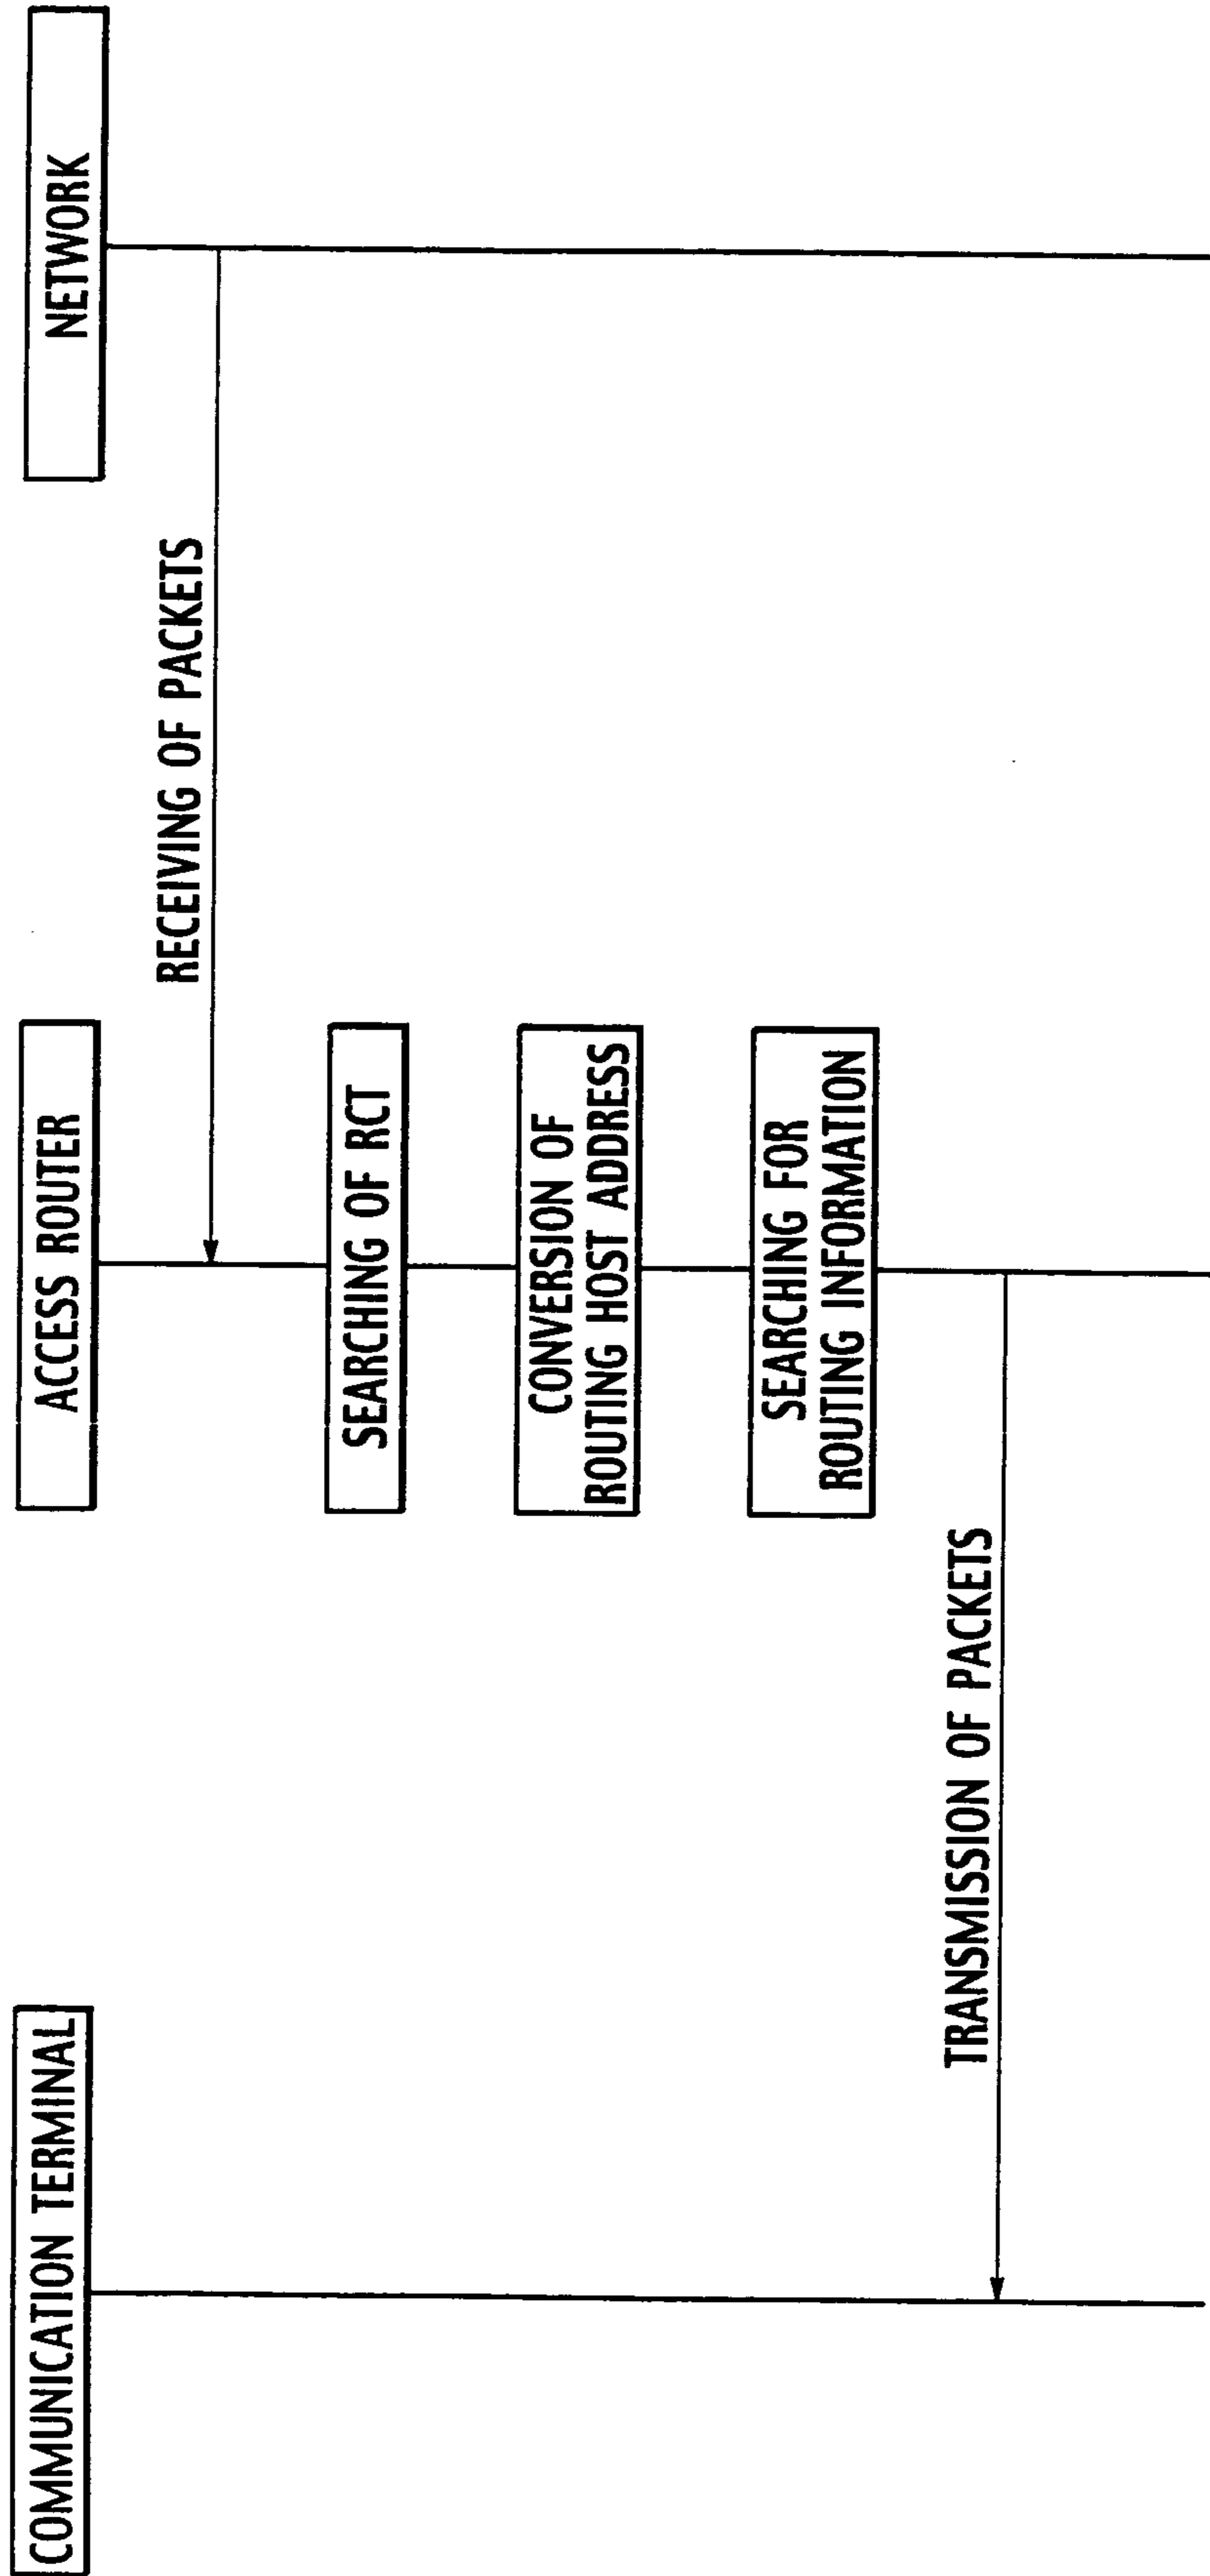 COMMUNICATION TERMINAL
ACCESS ROUTER
NETWORK
RECEIVING OF PACKETS
SEARCHING OF RCT
CONVERSION OF
ROUTING HOST ADDRESS
SEARCHING FOR
ROUTING INFORMATION
TRANSMISSION OF PACKETS